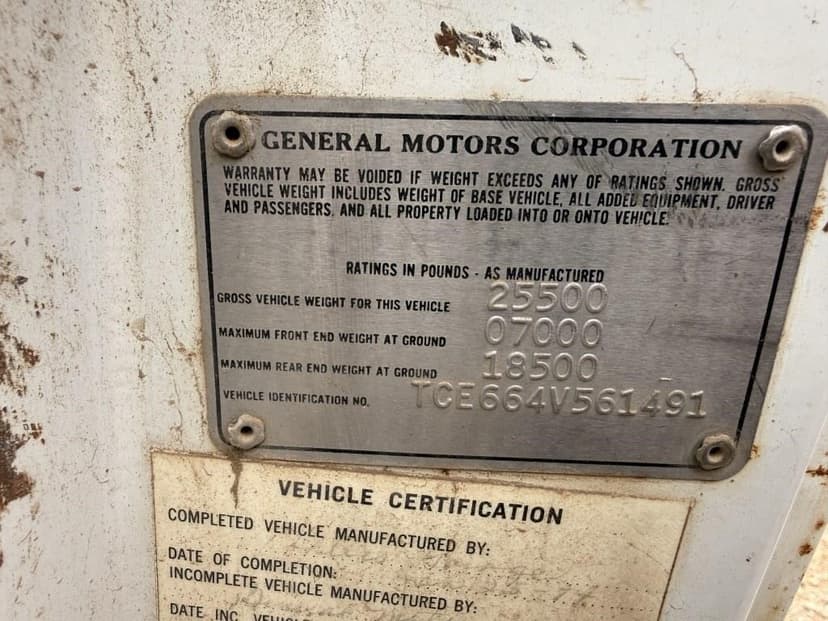 GENERAL MOTORS CORPORATION
WARRANTY MAY BE VOIDED IF WEIGHT EXCEEDS ANY OF RATINGS SHOWN. GROSS
VEHICLE WEIGHT INCLUDES WEIGHT OF BASE VEHICLE, ALL ADDED EQUIPMENT, DRIVER
AND PASSENGERS, AND ALL PROPERTY LOADED INTO OR ONTO VEHICLE.
RATINGS IN POUNDS - AS MANUFACTURED
GROSS VEHICLE WEIGHT FOR THIS VEHICLE 25500
MAXIMUM FRONT END WEIGHT AT GROUND 07000
MAXIMUM REAR END WEIGHT AT GROUND 18500
VEHICLE IDENTIFICATION NO. TCE664V561491
VEHICLE CERTIFICATION
COMPLETED VEHICLE MANUFACTURED BY:
DATE OF COMPLETION:
INCOMPLETE VEHICLE MANUFACTURED BY:
DATE INC.